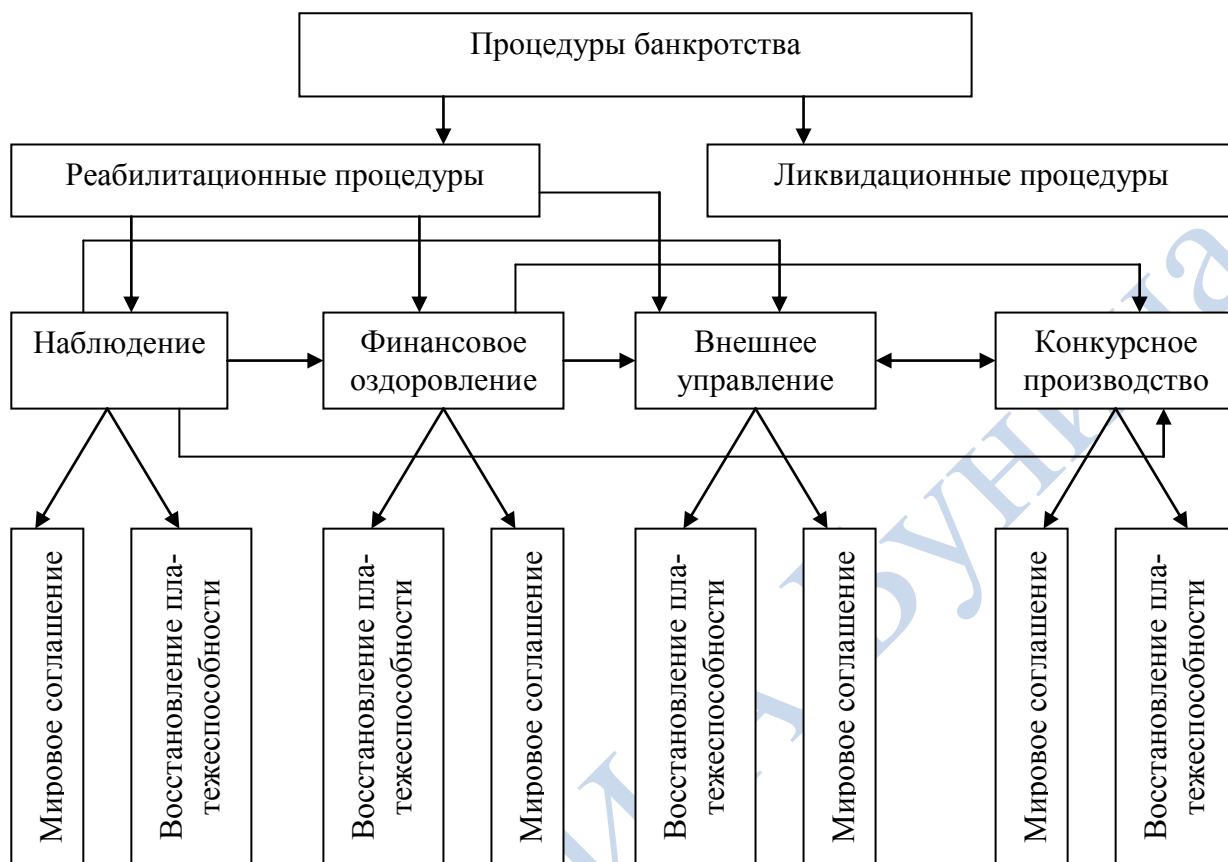 Процедуры банкротства
Реабилитационные процедуры
Ликвидационные процедуры
Наблюдение
Финансовое
оздоровление
Внешнее
управление
Конкурсное
производство
Мировое соглашение
Восстановление пла-
тежеспособности
Восстановление пла-
тежеспособности
Мировое соглашение
Восстановление пла-
тежеспособности
Мировое соглашение
Мировое соглашение
Восстановление пла-
тежеспособности